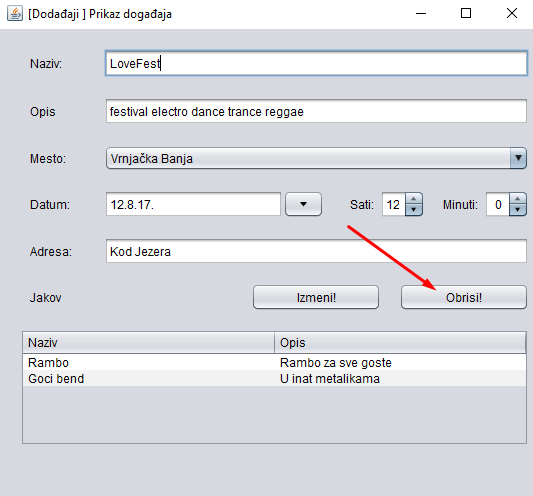 [Dodađaji ] Prikaz događaja
Naziv: LoveFest
Opis festival electro dance trance reggae
Mesto: Vrnjačka Banja
Datum: 12.8.17. Sati: 12 Minuti: 0
Adresa: Kod Jezera
Jakov Izmeni! Obrisi!
Naziv Opis
Rambo Rambo za sve goste
Goci bend U inat metalikama